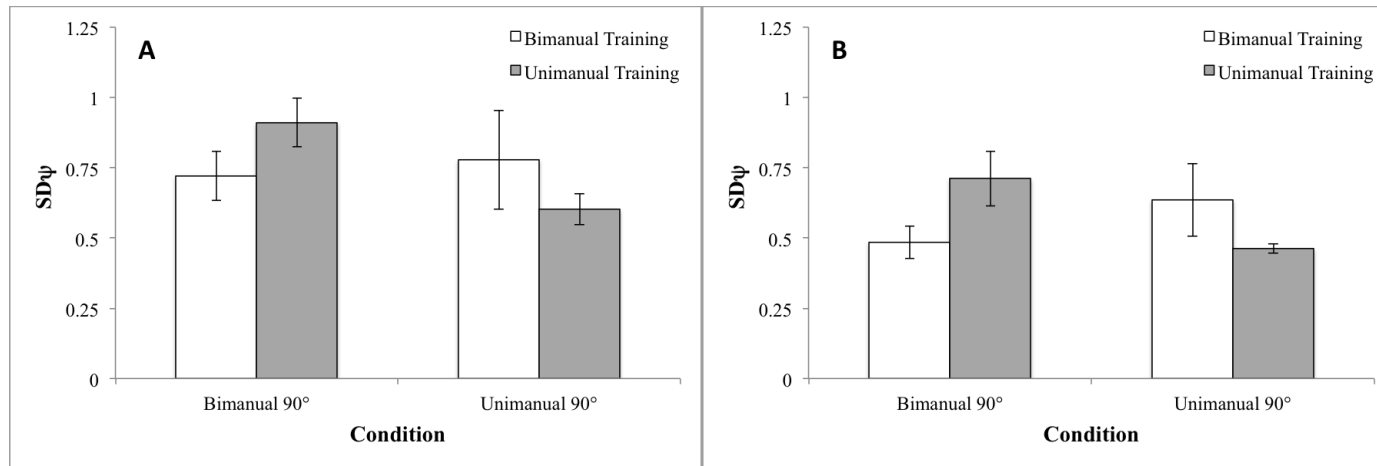 A
Bimanual Training
Unimanual Training
1.25
1
0.75
0.5
0.25
0
SDψ
Bimanual 90°
Unimanual 90°
Condition
B
Bimanual Training
Unimanual Training
1.25
1
0.75
0.5
0.25
0
SDψ
Bimanual 90°
Unimanual 90°
Condition